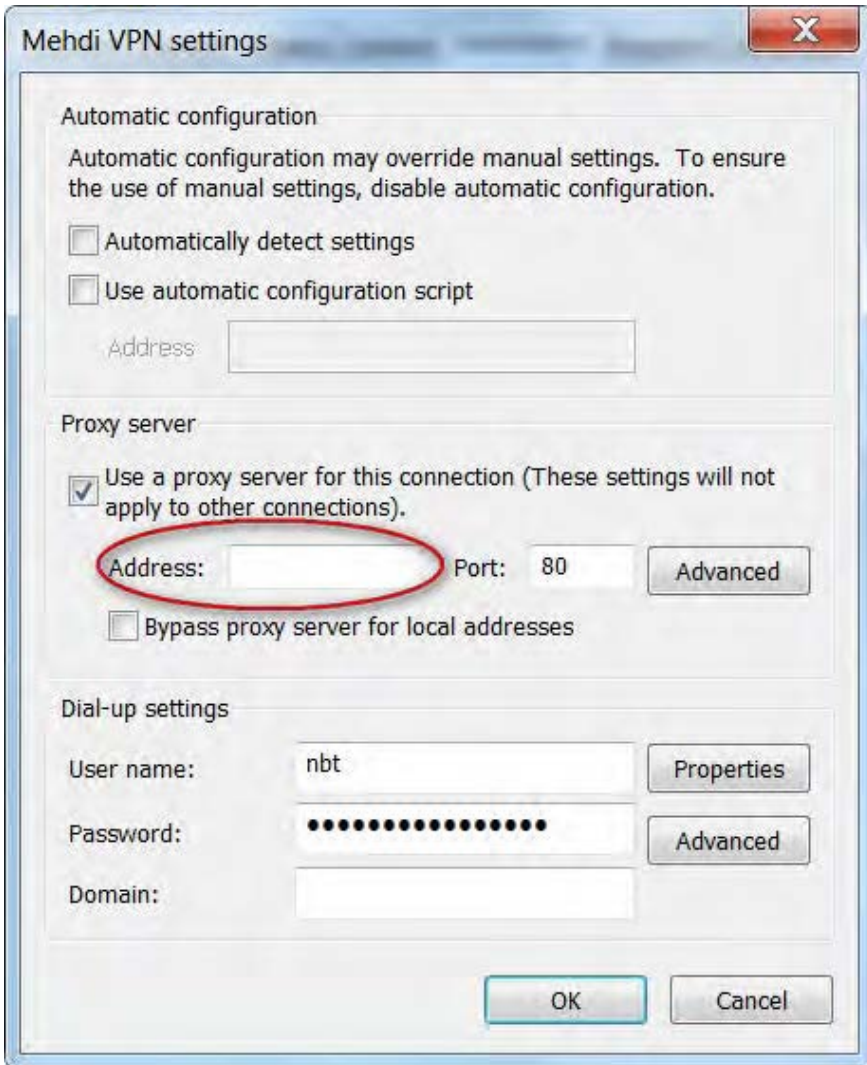 Mehdi VPN settings
Automatic configuration
Automatic configuration may override manual settings. To ensure
the use of manual settings, disable automatic configuration.
Automatically detect settings
Use automatic configuration script
Address
Proxy server
Use a proxy server for this connection (These settings will not
apply to other connections).
Address: Port: 80 Advanced
Bypass proxy server for local addresses
Dial-up settings
User name: nbt Properties
Password: •••••••••••••••• Advanced
Domain:
OK Cancel